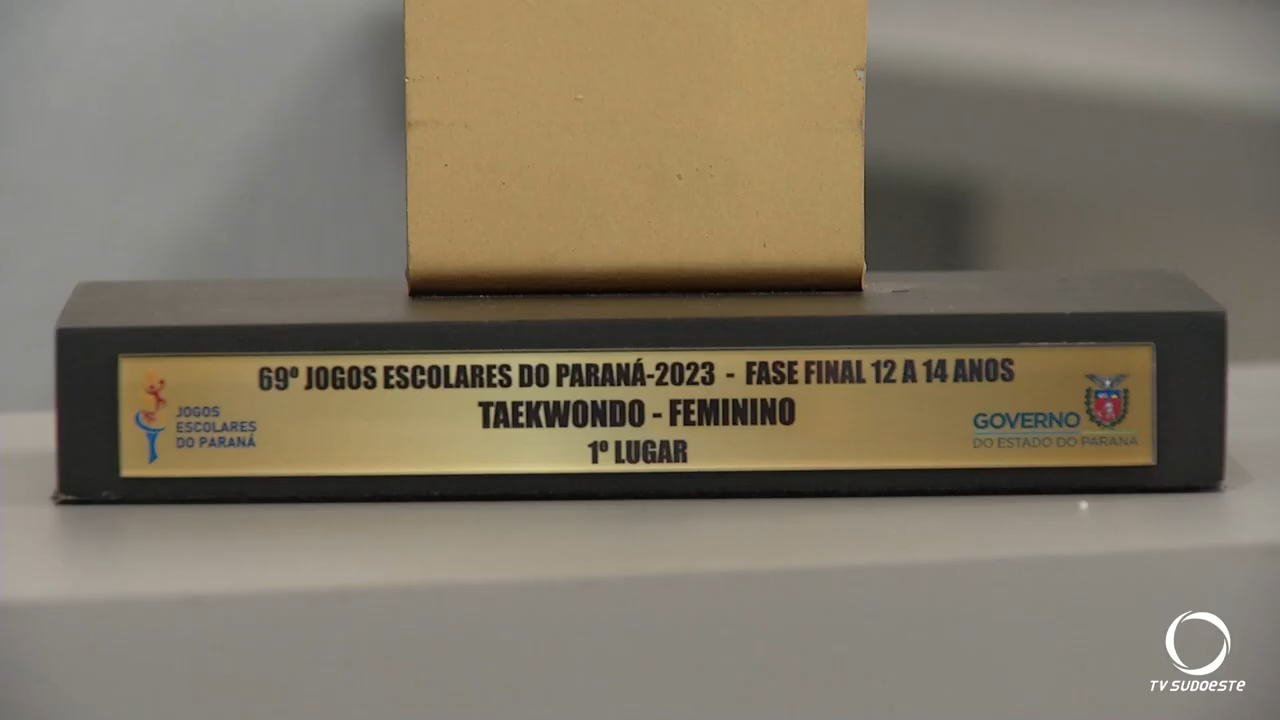 69º JOGOS ESCOLARES DO PARANÁ-2023 - FASE FINAL 12 A 14 ANOS
TAEKWONDO - FEMININO
1º LUGAR
JOGOS
ESCOLARES
DO PARANÁ
GOVERNO
DO ESTADO DO PARANÁ
TV SUDOESTE